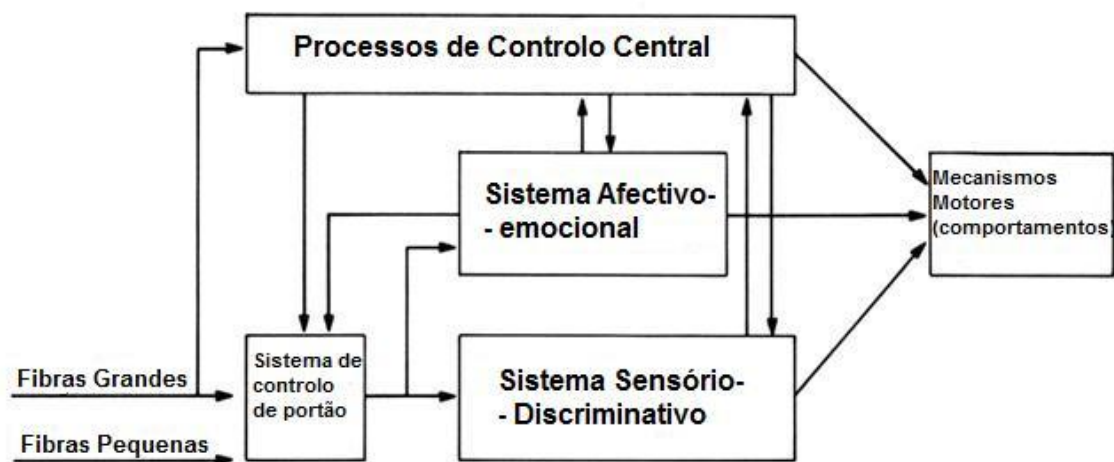 Processos de Controlo Central
Sistema Afectivo-
- emocional
Mecanismos
Motores
(comportamentos)
Sistema de
controlo
de portão
Sistema Sensório-
- Discriminativo
Fibras Grandes
Fibras Pequenas